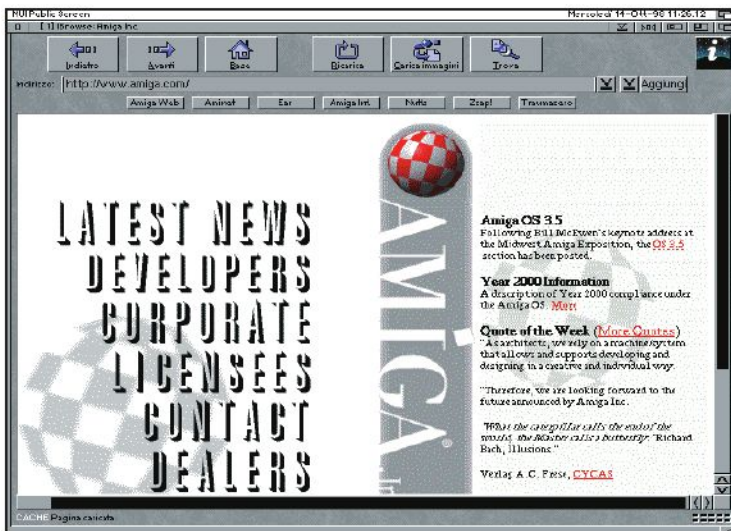 MUI Public Screen
Mercoledì 14-Ott-98 11:26:12
[1] IBrowse: Amiga Inc.
Indietro
Avanti
Base
Ricarica
Carica immagini
Trova
Indirizzo: http://www.amiga.com/
Aggiungi
Amiga Web
Aminet
Ear
Amiga Int.
Nutts
Zzap!
LATEST NEWS
DEVELOPERS
CORPORATE
LICENSEES
CONTACT
DEALERS
AMIGA®
Amiga OS 3.5
Following Bill McEwen's keynote address at
the Midwest Amiga Exposition, the OS 3.5
section has been posted.
Year 2000 Information
A description of Year 2000 compliance under
the Amiga OS. More
Quote of the Week (More Quotes)
"As architects, we rely on a machine/system
that allows and supports developing and
designing in a creative and individual way.
"Therefore, we are looking forward to the
future announced by Amiga Inc.
"What the caterpillar calls the end of the
world, the Master calls a butterfly." Richard
Bach, Illusions."
Verlag A.C. Frese, CYCAS
CACHE Pagina caricata.